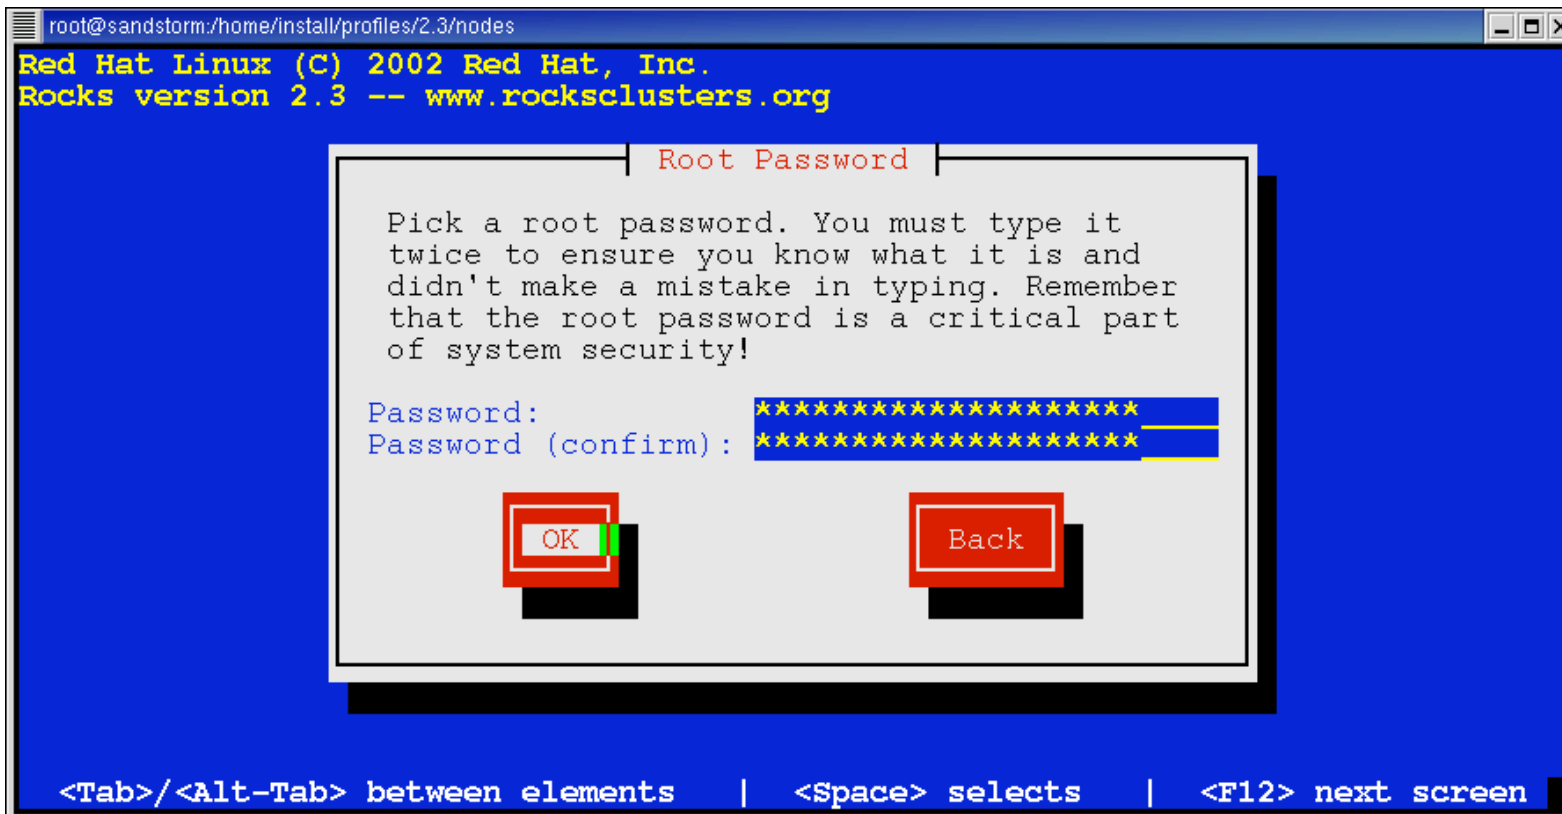 root@sandstorm:/home/install/profiles/2.3/nodes
Red Hat Linux (C) 2002 Red Hat, Inc.
Rocks version 2.3 -- www.rocksclusters.org
Root Password
Pick a root password. You must type it
twice to ensure you know what it is and
didn't make a mistake in typing. Remember
that the root password is a critical part
of system security!
Password: ********************____
Password (confirm): ********************____
OK Back
<Tab>/<Alt-Tab> between elements | <Space> selects | <F12> next screen